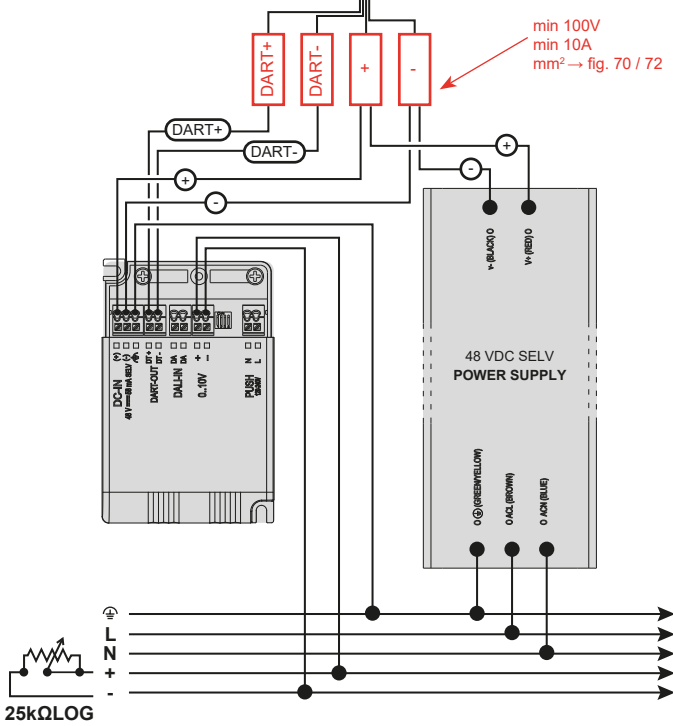 min 100V
min 10A
mm² → fig. 70 / 72
DART+
DART-
+
-
DART+
DART-
+
-
+
-
V- (BLACK) O
V+ (RED) O
48 VDC SELV
POWER SUPPLY
(+)
(-)
DC-IN
DT+
DT-
DART-OUT
DA
DA
DALI-IN
+
-
0..10V
N
L
PUSH
O (GREEN/YELLOW)
O ACL (BROWN)
O ACN (BLUE)
L
N
+
-
25kΩLOG